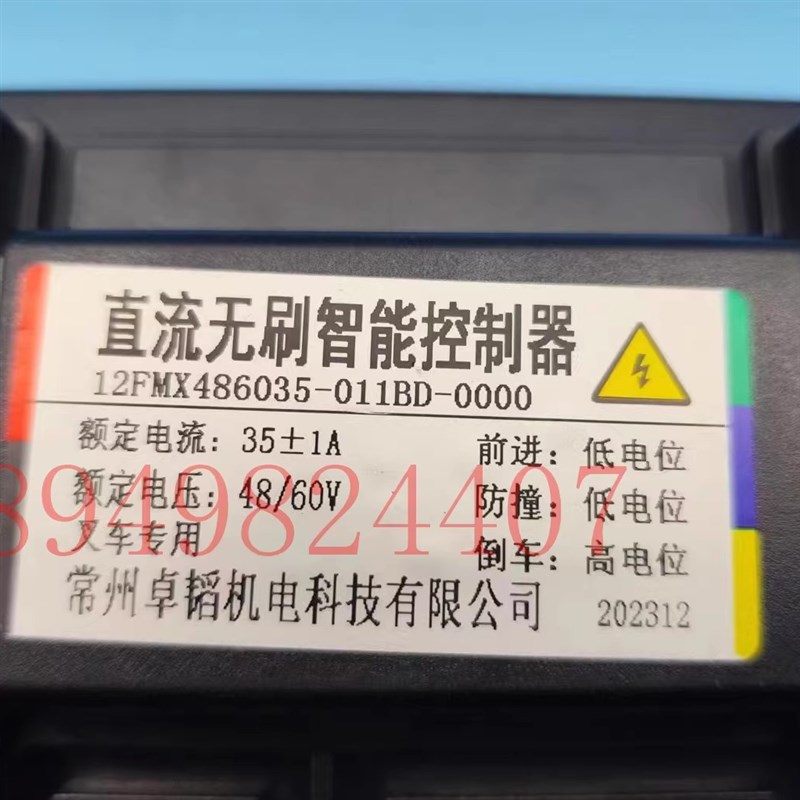 直流无刷智能控制器
12FMX486035-011BD-0000
额定电流: 35±1A
额定电压: 48/60V
叉车专用
前进: 低电位
防撞: 低电位
倒车: 高电位
常州卓韬机电科技有限公司
202312
8949824407